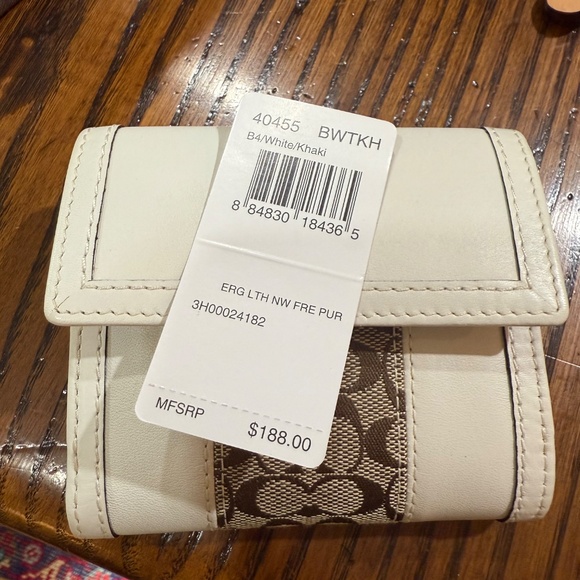 40455 BWTKH
B4/White/Khaki
8 84830 18436 5
ERG LTH NW FRE PUR
3H00024182
MFSRP $188.00